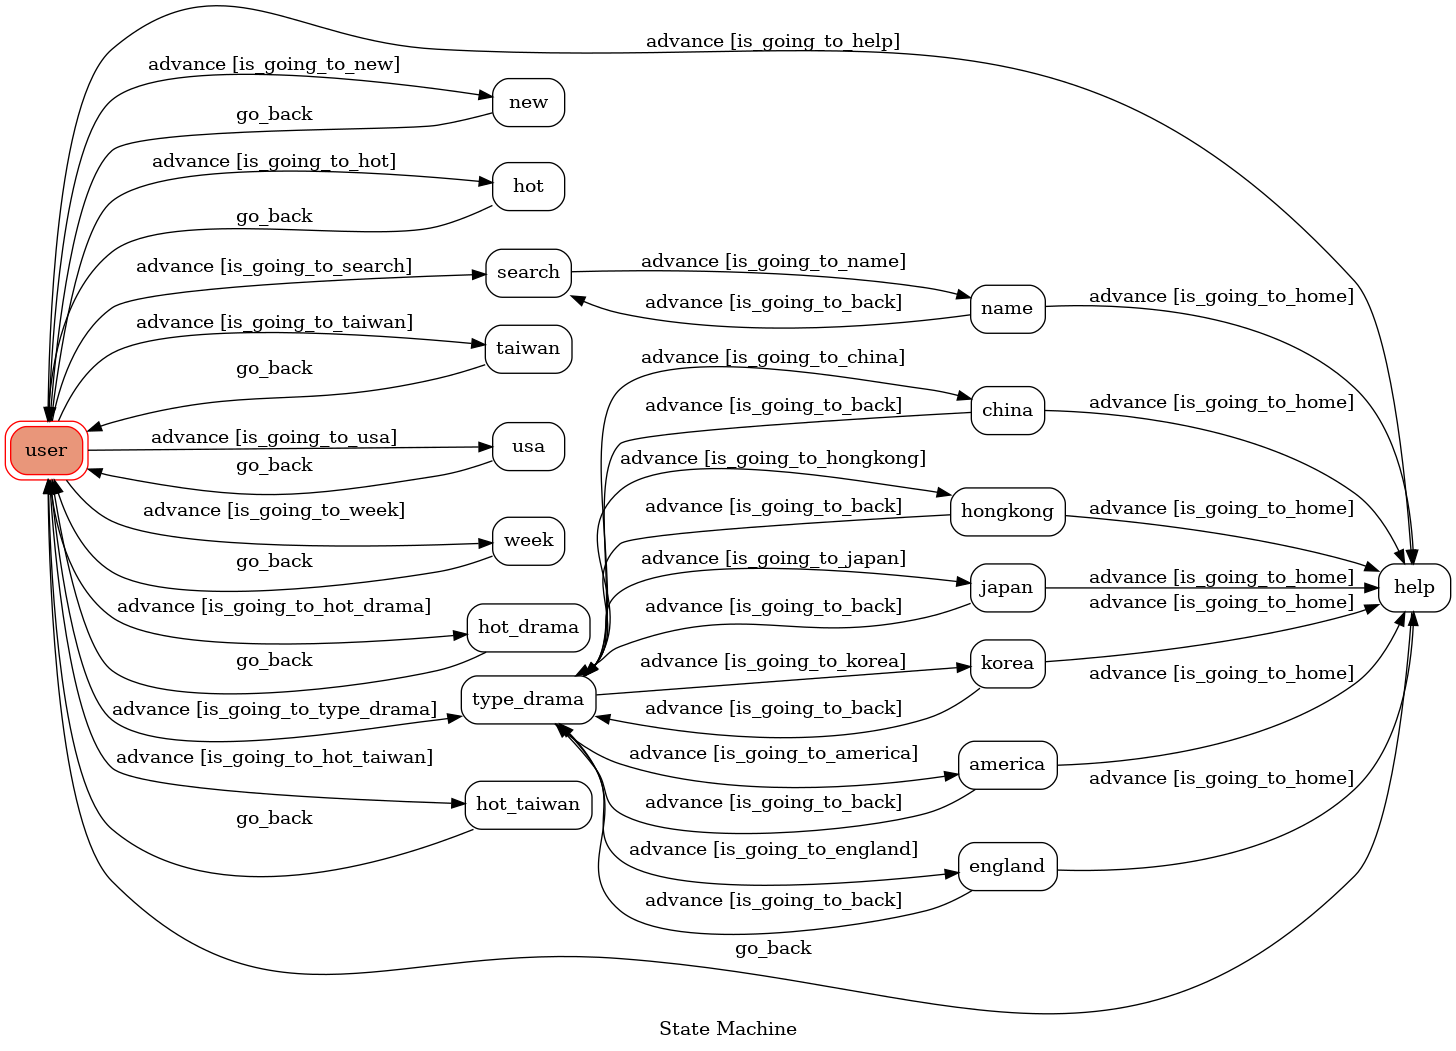 advance [is_going_to_help]
advance [is_going_to_new]
new
go_back
advance [is_going_to_hot]
hot
go_back
advance [is_going_to_search]
search
advance [is_going_to_name]
name
advance [is_going_to_back]
advance [is_going_to_home]
advance [is_going_to_taiwan]
taiwan
go_back
advance [is_going_to_china]
china
advance [is_going_to_back]
advance [is_going_to_home]
user
advance [is_going_to_usa]
usa
go_back
advance [is_going_to_hongkong]
hongkong
advance [is_going_to_back]
advance [is_going_to_home]
advance [is_going_to_week]
week
go_back
advance [is_going_to_japan]
japan
advance [is_going_to_back]
advance [is_going_to_home]
help
advance [is_going_to_home]
advance [is_going_to_hot_drama]
hot_drama
go_back
advance [is_going_to_korea]
korea
advance [is_going_to_back]
advance [is_going_to_home]
type_drama
advance [is_going_to_type_drama]
advance [is_going_to_america]
america
advance [is_going_to_back]
advance [is_going_to_home]
advance [is_going_to_hot_taiwan]
hot_taiwan
go_back
advance [is_going_to_england]
england
advance [is_going_to_back]
go_back
State Machine